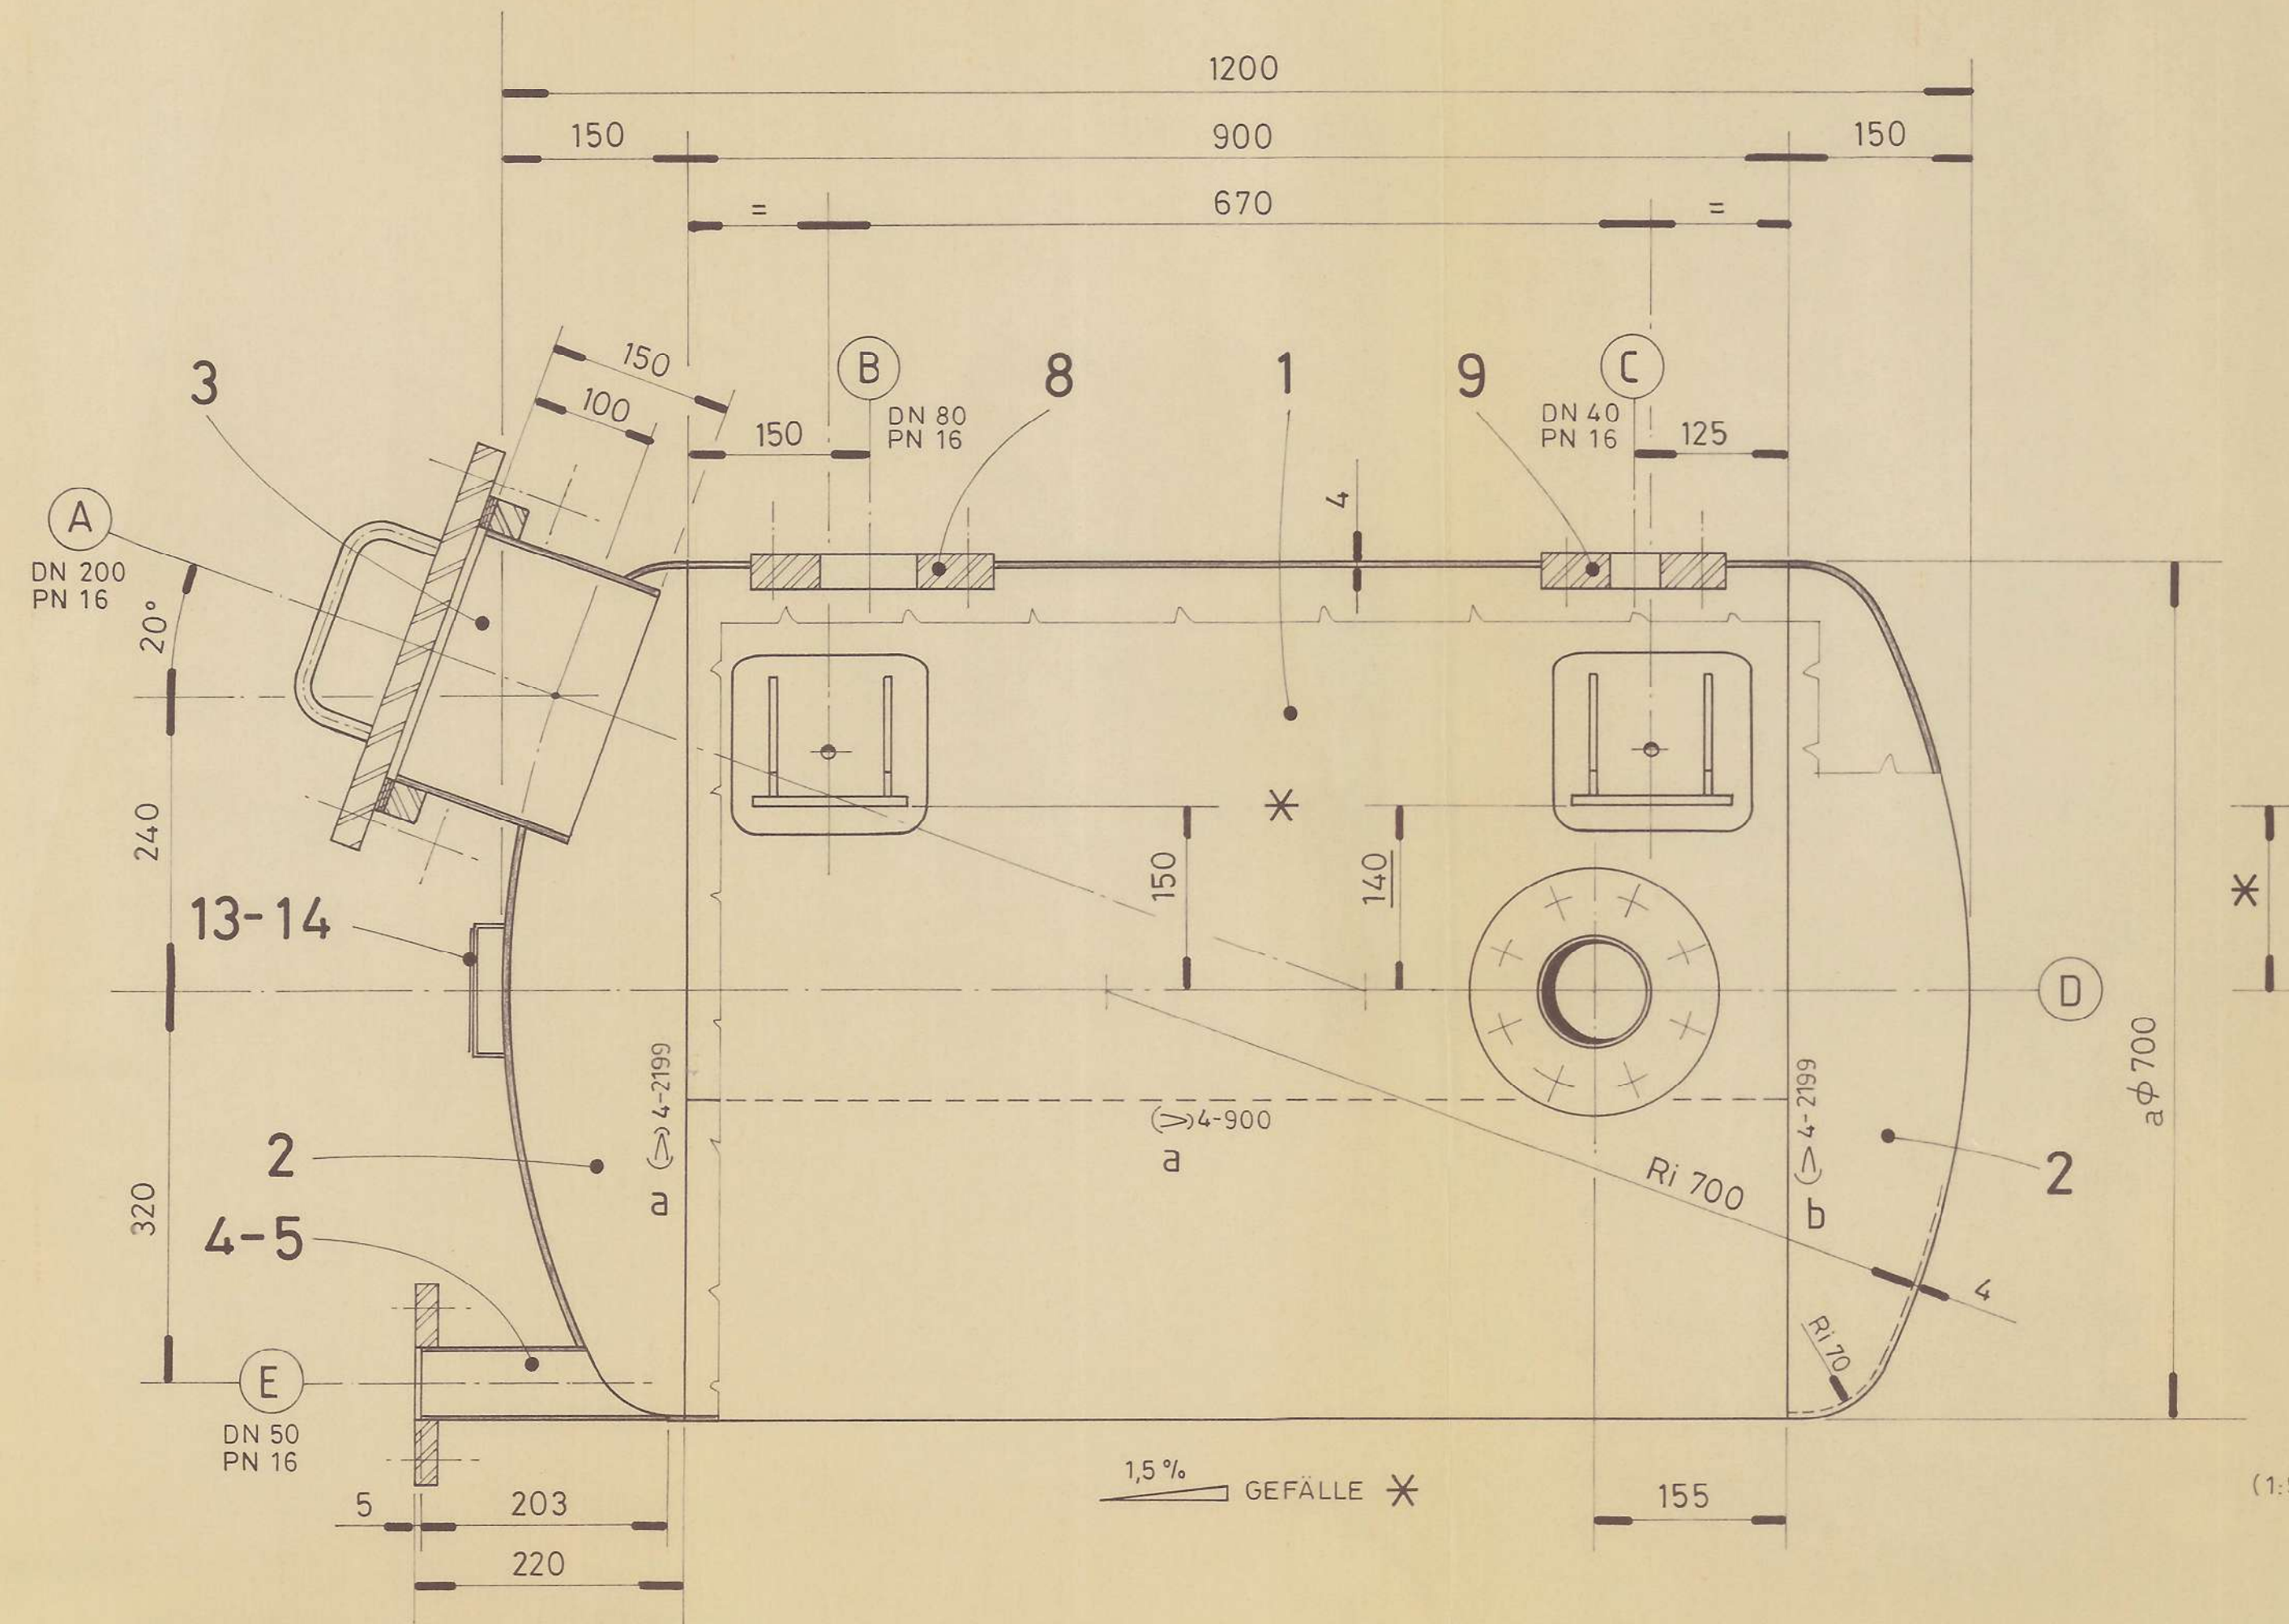 1200
150
900
150
=
670
=
150
100
3
B
8
1
9
C
DN 80
PN 16
DN 40
PN 16
150
125
4
A
DN 200
PN 16
20°
240
*
150
140
*
13-14
D
4-2199
a
4-900
a
4-2199
b
aϕ700
2
2
Ri 700
320
4-5
4
Ri 70
E
DN 50
PN 16
1,5 %
GEFÄLLE *
5
203
155
220